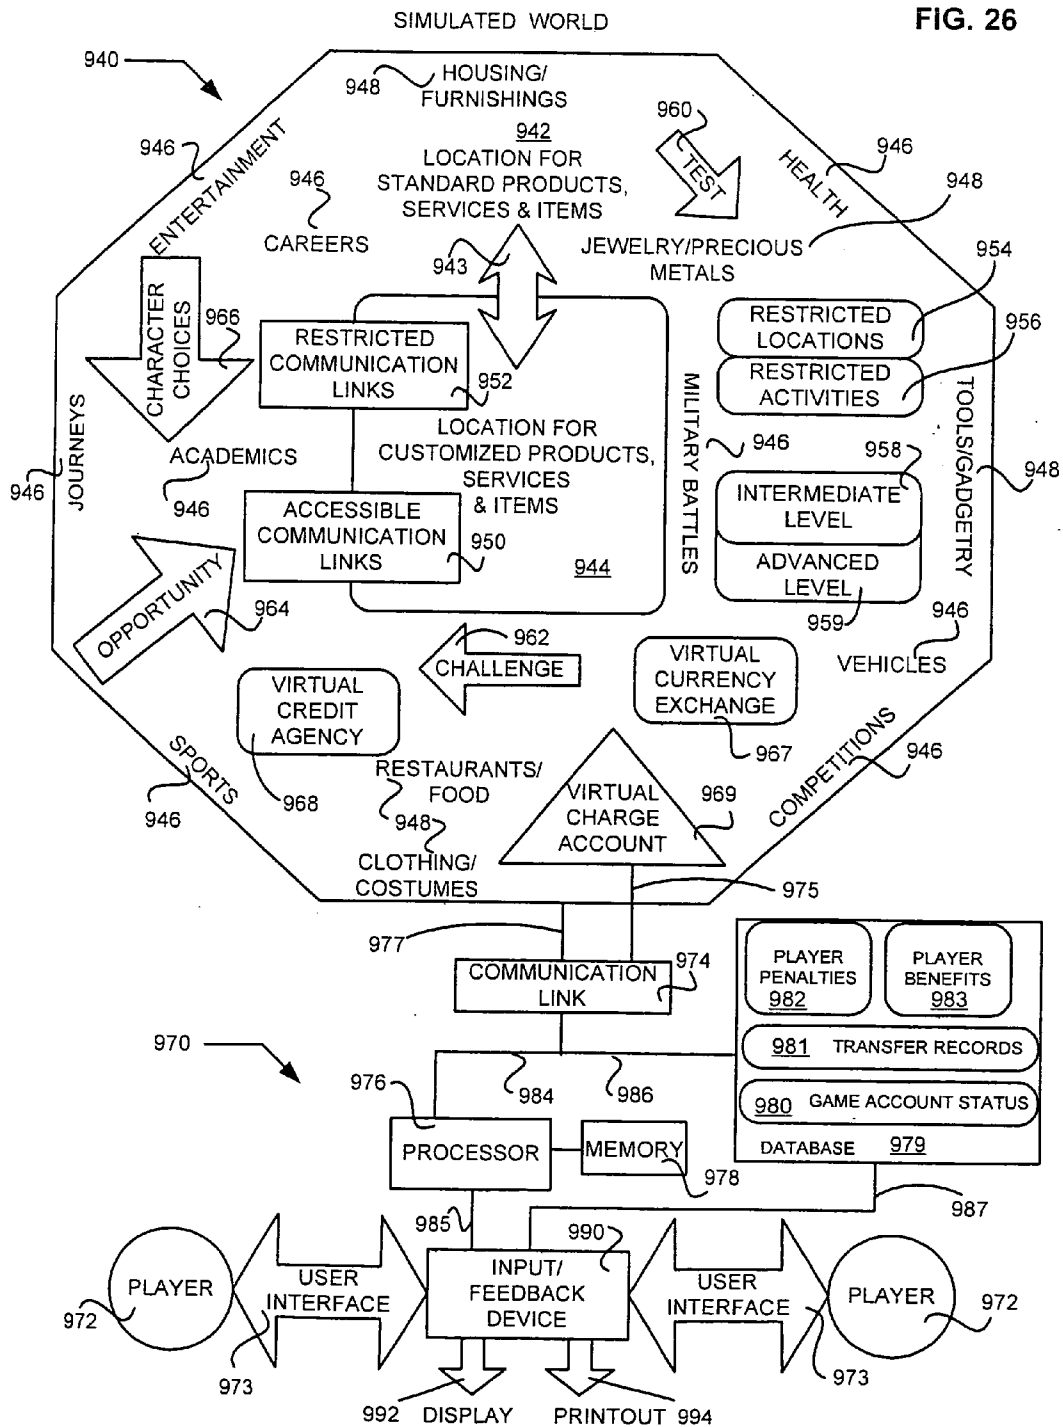 SIMULATED WORLD
FIG. 26
940
948
HOUSING/
FURNISHINGS
960
TEST
946
ENTERTAINMENT
942
LOCATION FOR
STANDARD PRODUCTS,
SERVICES & ITEMS
946
HEALTH
946
CAREERS
948
JEWELRY/PRECIOUS
METALS
943
954
RESTRICTED
LOCATIONS
956
RESTRICTED
ACTIVITIES
CHARACTER
CHOICES
966
RESTRICTED
COMMUNICATION
LINKS
952
MILITARY BATTLES
946
TOOLS/GADGETRY
948
JOURNEYS
946
ACADEMICS
946
LOCATION FOR
CUSTOMIZED PRODUCTS,
SERVICES
& ITEMS
944
958
INTERMEDIATE
LEVEL
ADVANCED
LEVEL
959
ACCESSIBLE
COMMUNICATION
LINKS
950
OPPORTUNITY
964
962
CHALLENGE
VIRTUAL
CURRENCY
EXCHANGE
967
946
VEHICLES
VIRTUAL
CREDIT
AGENCY
968
SPORTS
946
COMPETITIONS
946
RESTAURANTS/
FOOD
948
CLOTHING/
COSTUMES
VIRTUAL
CHARGE
ACCOUNT
969
975
977
COMMUNICATION
LINK
974
PLAYER
PENALTIES
982
PLAYER
BENEFITS
983
981 TRANSFER RECORDS
980 GAME ACCOUNT STATUS
DATABASE 979
970
984
986
976
PROCESSOR
MEMORY
978
985
987
990
INPUT/
FEEDBACK
DEVICE
PLAYER
972
USER
INTERFACE
973
USER
INTERFACE
973
PLAYER
972
992 DISPLAY
PRINTOUT 994